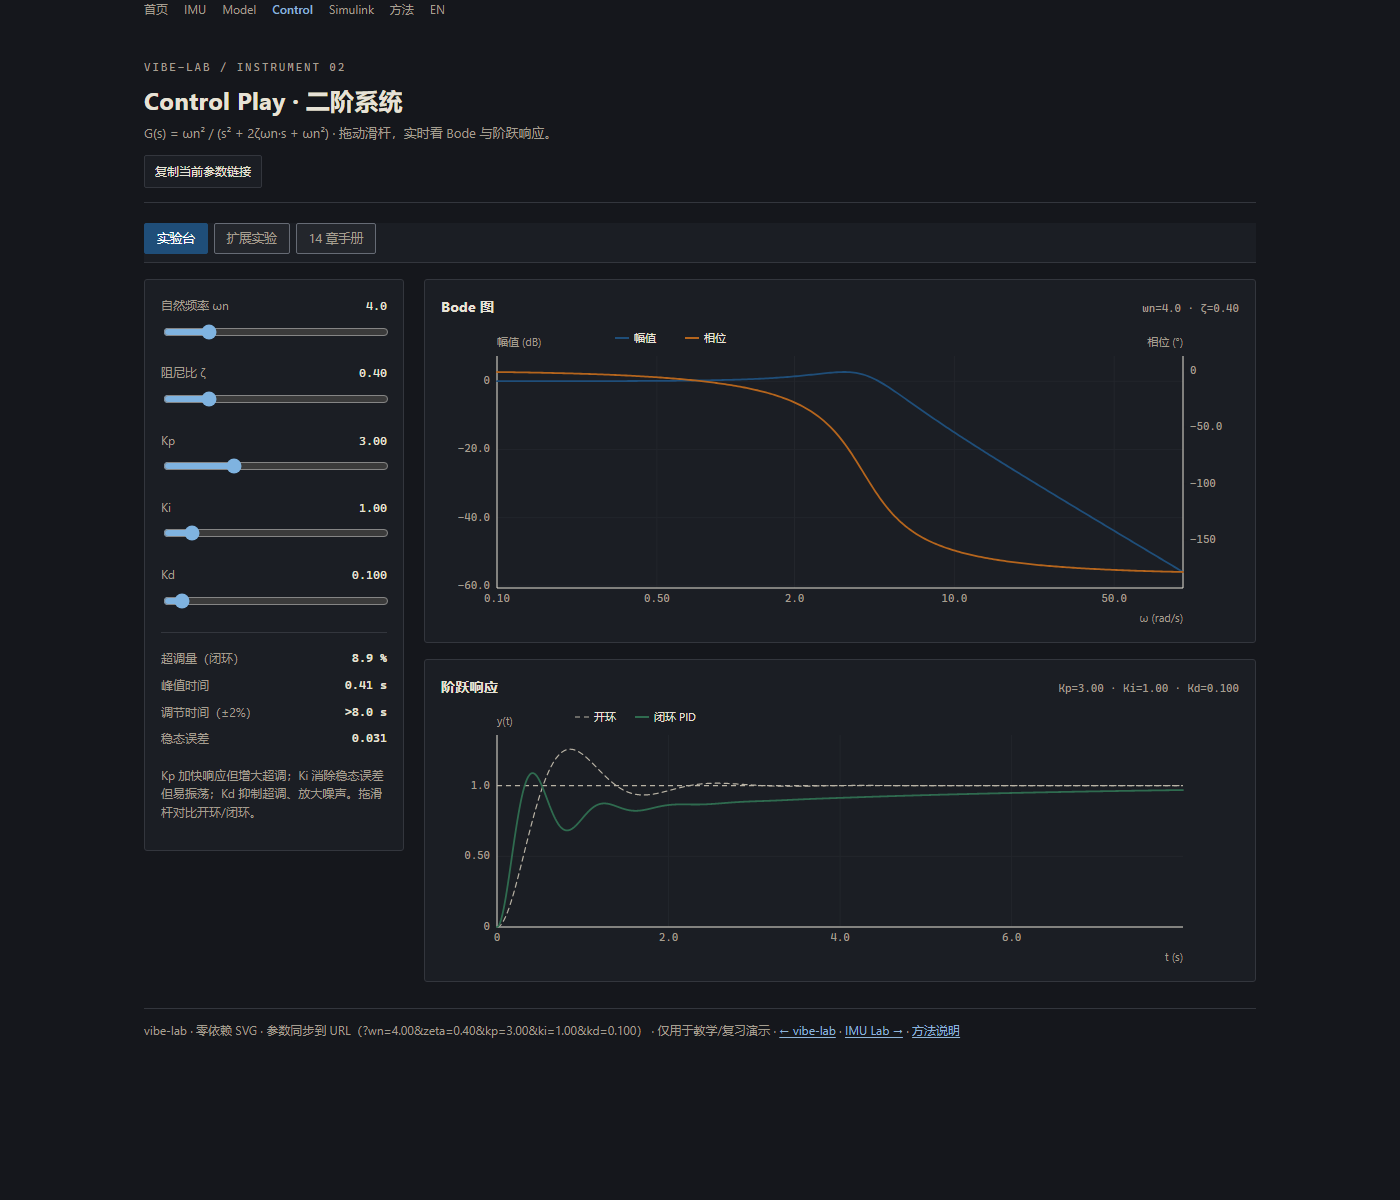 首页 IMU Model Control Simulink 方法 EN
VIBE-LAB / INSTRUMENT 02
Control Play · 二阶系统
G(s) = ωn² / (s² + 2ζωn·s + ωn²) · 拖动滑杆，实时看 Bode 与阶跃响应。
复制当前参数链接
实验台 扩展实验 14 章手册
自然频率 ωn 4.0
阻尼比 ζ 0.40
Kp 3.00
Ki 1.00
Kd 0.100
超调量（闭环） 8.9 %
峰值时间 0.41 s
调节时间（±2%） >8.0 s
稳态误差 0.031
Kp 加快响应但增大超调；Ki 消除稳态误差
但易振荡；Kd 抑制超调、放大噪声。拖滑
杆对比开环/闭环。
Bode 图 ωn=4.0 · ζ=0.40
幅值 (dB) 幅值 相位 相位 (°)
0
−20.0
−40.0
−60.0
0
−50.0
−100
−150
0.10 0.50 2.0 10.0 50.0
ω (rad/s)
阶跃响应 Kp=3.00 · Ki=1.00 · Kd=0.100
y(t) 开环 闭环 PID
1.0
0.50
0
0 2.0 4.0 6.0
t (s)
vibe-lab · 零依赖 SVG · 参数同步到 URL（?wn=4.00&zeta=0.40&kp=3.00&ki=1.00&kd=0.100） · 仅用于教学/复习演示 · ← vibe-lab · IMU Lab → · 方法说明